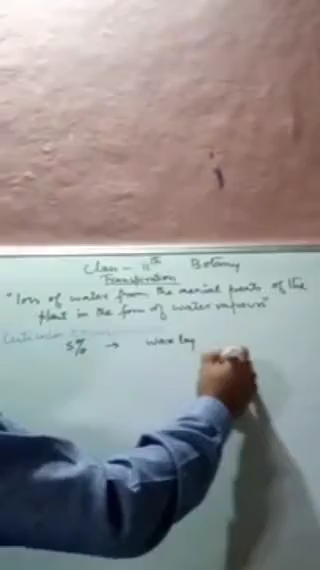 Class - 11th Botany
Transpiration
"loss of water from the aerial parts of the
plant in the form of water vapours"
Cuticular
5% → wax lay